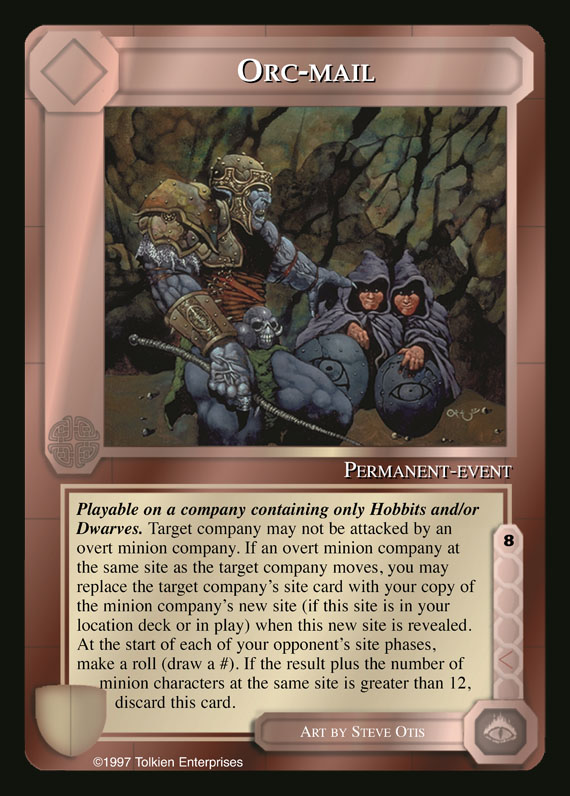 Orc-mail
Otis
Permanent-event
Playable on a company containing only Hobbits and/or
Dwarves. Target company may not be attacked by an
overt minion company. If an overt minion company at
the same site as the target company moves, you may
replace the target company's site card with your copy of
the minion company's new site (if this site is in your
location deck or in play) when this new site is revealed.
At the start of each of your opponent's site phases,
make a roll (draw a #). If the result plus the number of
minion characters at the same site is greater than 12,
discard this card.
8
Art by Steve Otis
©1997 Tolkien Enterprises